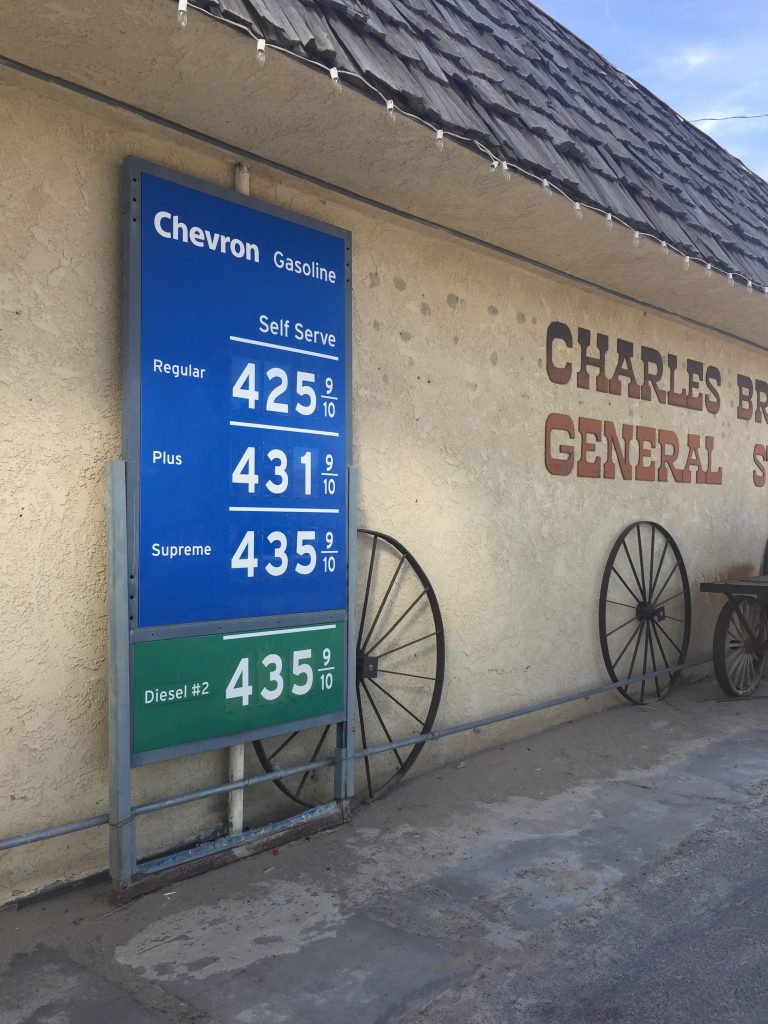 Chevron Gasoline
Self Serve
Regular 425 9/10
Plus 431 9/10
Supreme 435 9/10
Diesel #2 435 9/10
CHARLES
GENERAL